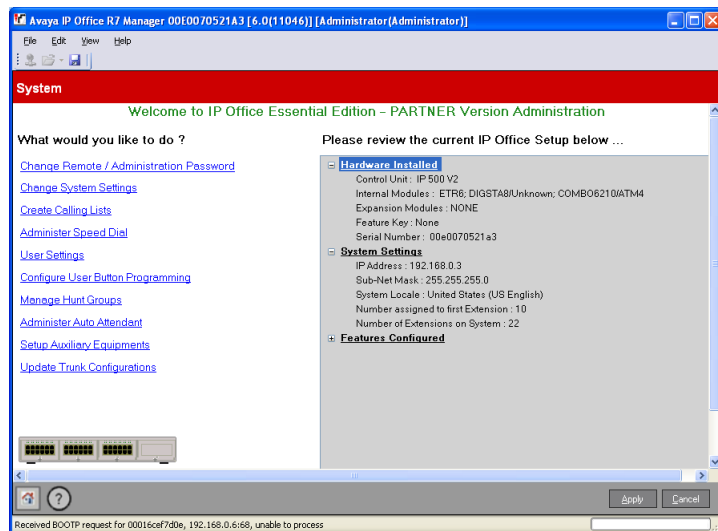 Avaya IP Office R7 Manager 00E0070521A3 [6.0(11046)] [Administrator(Administrator)]
File Edit View Help
System
Welcome to IP Office Essential Edition - PARTNER Version Administration
What would you like to do ?
Change Remote / Administration Password
Change System Settings
Create Calling Lists
Administer Speed Dial
User Settings
Configure User Button Programming
Manage Hunt Groups
Administer Auto Attendant
Setup Auxiliary Equipments
Update Trunk Configurations
Please review the current IP Office Setup below ...
Hardware Installed
Control Unit : IP 500 V2
Internal Modules : ETR6; DIGSTA8/Unknown; COMBO6210/ATM4
Expansion Modules : NONE
Feature Key : None
Serial Number : 00e0070521a3
System Settings
IP Address : 192.168.0.3
Sub-Net Mask : 255.255.255.0
System Locale : United States (US English)
Number assigned to first Extension : 10
Number of Extensions on System : 22
Features Configured
?
Apply Cancel
Received BOOTP request for 00016cef7d0e, 192.168.0.6:68, unable to process